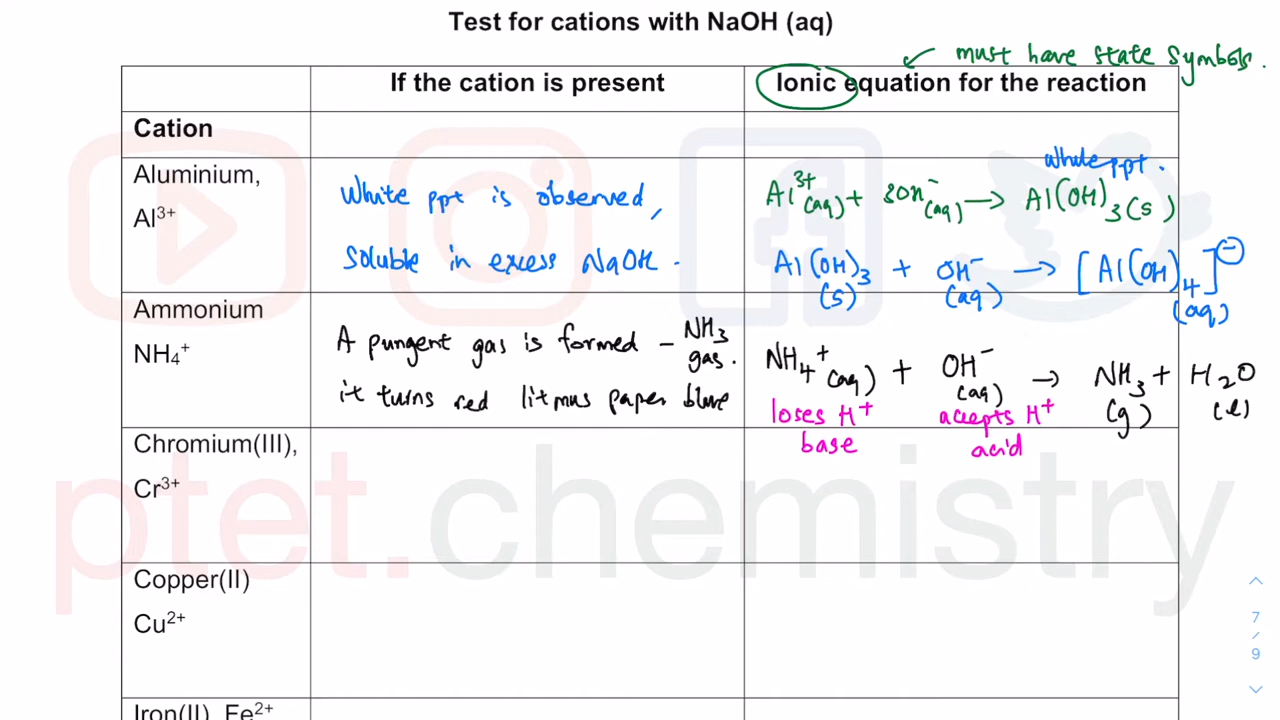 Test for cations with NaOH (aq)
must have state symbols.
If the cation is present
Ionic equation for the reaction
Cation
Aluminium,
Al³⁺
White ppt is observed,
soluble in excess NaOH.
white ppt.
Al³⁺(aq) + 3OH⁻(aq) → Al(OH)₃(s)
Al(OH)₃ (s) + OH⁻ (aq) → [Al(OH)₄]⁻ (aq)
Ammonium
NH₄⁺
A pungent gas is formed – NH₃ gas.
it turns red litmus paper blue
NH₄⁺(aq) + OH⁻ (aq) → NH₃ (g) + H₂O (l)
loses H⁺
base
accepts H⁺
acid
Chromium(III),
Cr³⁺
Copper(II)
Cu²⁺
Iron(II), Fe²⁺
ptet.chemistry
7
/
9